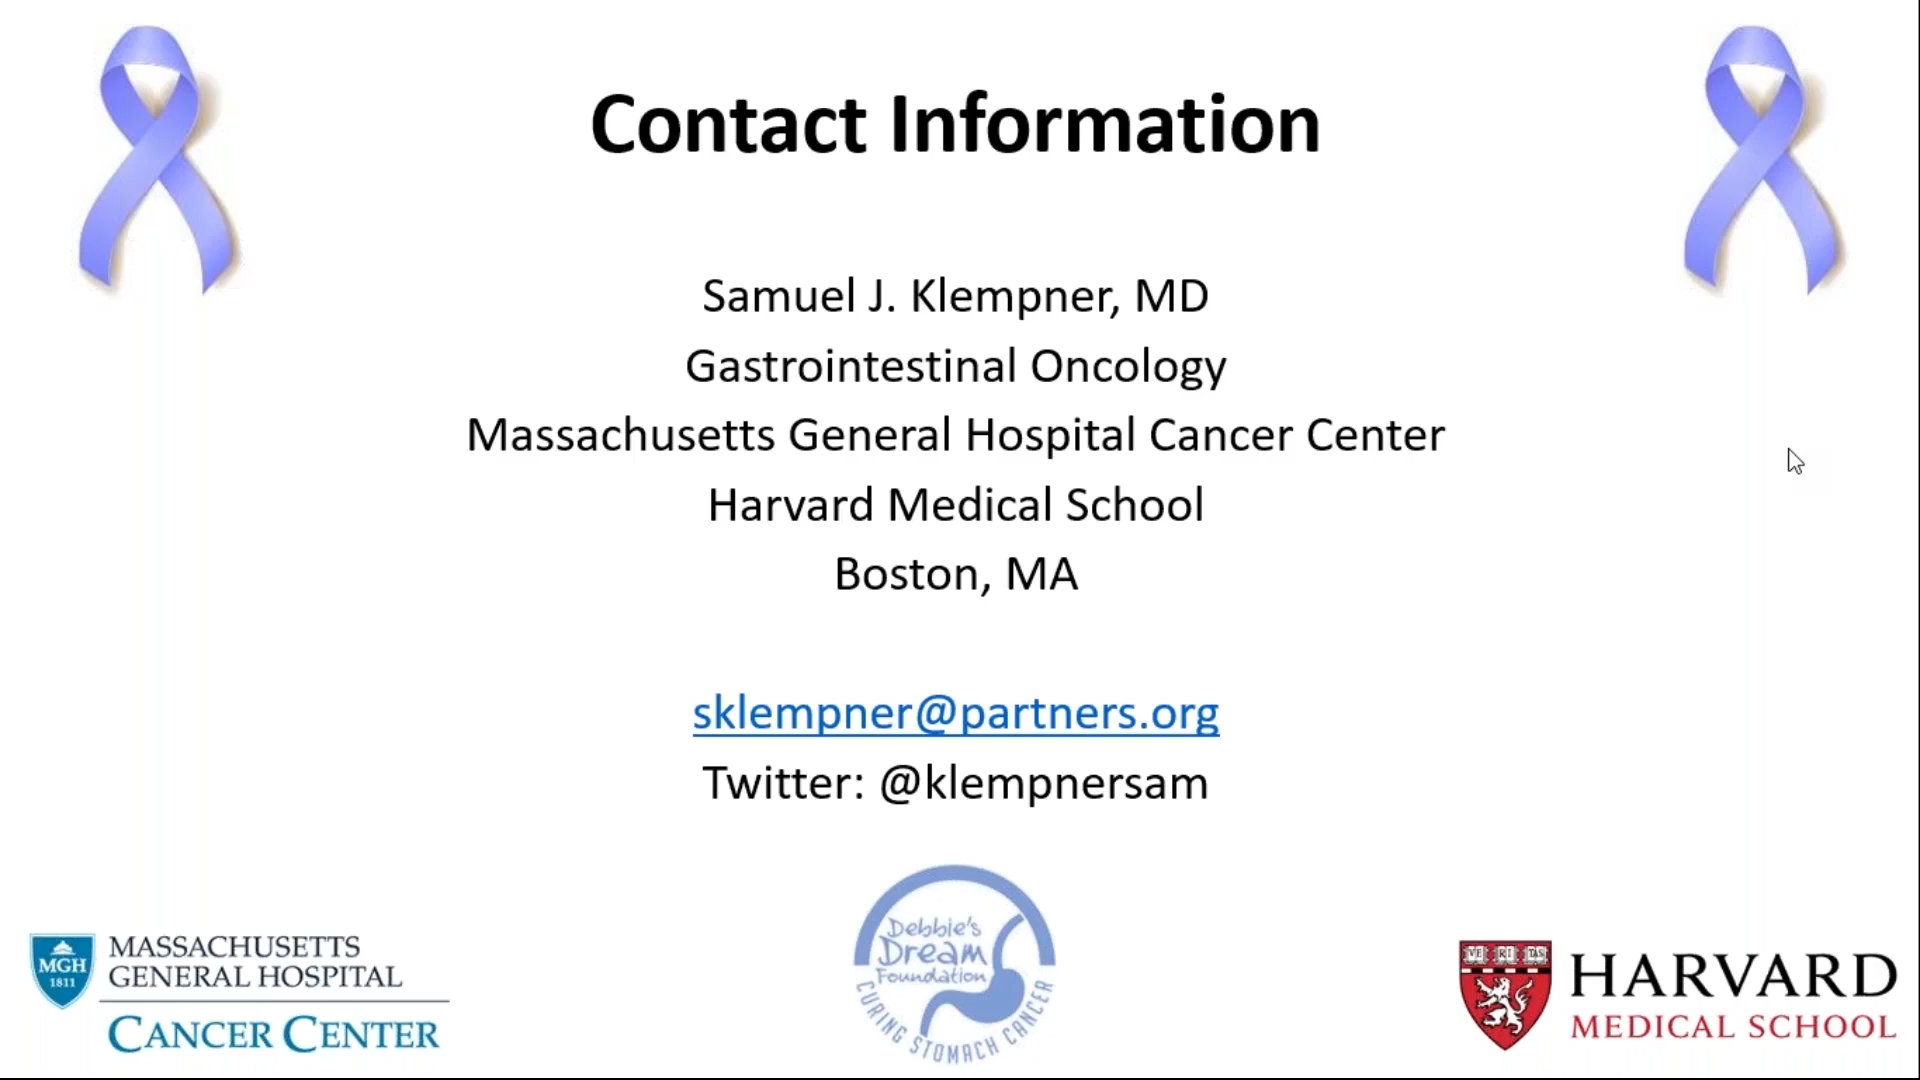 Contact Information
Samuel J. Klempner, MD
Gastrointestinal Oncology
Massachusetts General Hospital Cancer Center
Harvard Medical School
Boston, MA
sklempner@partners.org
Twitter: @klempnersam
MGH
1811
MASSACHUSETTS
GENERAL HOSPITAL
CANCER CENTER
Debbie's
Dream
Foundation
CURING STOMACH CANCER
VE RI TAS
HARVARD
MEDICAL SCHOOL